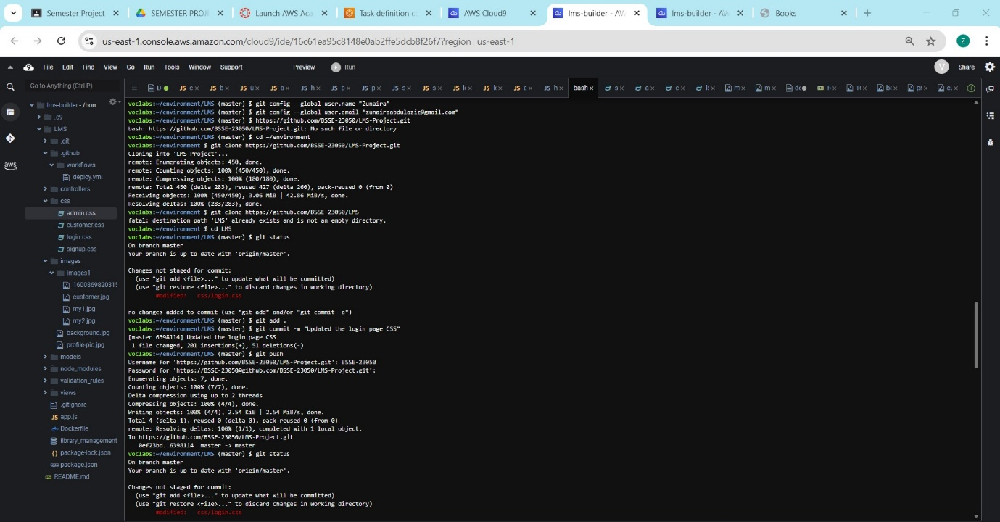 Semester Project
SEMESTER PROJ
Launch AWS Aca
Task definition co
AWS Cloud9
lms-builder - AW
lms-builder - AW
Books
us-east-1.console.aws.amazon.com/cloud9/ide/16c61ea95c8148e0ab2ffe5dcb8f26f7?region=us-east-1
Z
File Edit Find View Go Run Tools Window Support Preview Run
V Share
Go to Anything (Ctrl-P)
bash
lms-builder - /hon
.c9
LMS
.git
.github
workflows
deploy.yml
controllers
css
admin.css
customer.css
login.css
signup.css
images
images1
160086982031
customer.jpg
my1.jpg
my2.jpg
background.jpg
profile-pic.jpg
models
node_modules
validation_rules
views
.gitignore
app.js
Dockerfile
library_management
package-lock.json
package.json
README.md
aws
voclabs:~/environment/LMS (master) $ git config --global user.name "Zunaira"
voclabs:~/environment/LMS (master) $ git config --global user.email "zunairaabdulaziz@gmail.com"
voclabs:~/environment/LMS (master) $ https://github.com/BSSE-23050/LMS-Project.git
bash: https://github.com/BSSE-23050/LMS-Project.git: No such file or directory
voclabs:~/environment/LMS (master) $ cd ~/environment
voclabs:~/environment $ git clone https://github.com/BSSE-23050/LMS-Project.git
Cloning into 'LMS-Project'...
remote: Enumerating objects: 450, done.
remote: Counting objects: 100% (450/450), done.
remote: Compressing objects: 100% (180/180), done.
remote: Total 450 (delta 283), reused 427 (delta 260), pack-reused 0 (from 0)
Receiving objects: 100% (450/450), 3.06 MiB | 42.86 MiB/s, done.
Resolving deltas: 100% (283/283), done.
voclabs:~/environment $ git clone https://github.com/BSSE-23050/LMS
fatal: destination path 'LMS' already exists and is not an empty directory.
voclabs:~/environment $ cd LMS
voclabs:~/environment/LMS (master) $ git status
On branch master
Your branch is up to date with 'origin/master'.
Changes not staged for commit:
(use "git add <file>..." to update what will be committed)
(use "git restore <file>..." to discard changes in working directory)
modified: css/login.css
no changes added to commit (use "git add" and/or "git commit -a")
voclabs:~/environment/LMS (master) $ git add .
voclabs:~/environment/LMS (master) $ git commit -m "Updated the login page CSS"
[master 6398114] Updated the login page CSS
1 file changed, 201 insertions(+), 51 deletions(-)
voclabs:~/environment/LMS (master) $ git push
Username for 'https://github.com/BSSE-23050/LMS-Project.git': BSSE-23050
Password for 'https://BSSE-23050@github.com/BSSE-23050/LMS-Project.git':
Enumerating objects: 7, done.
Counting objects: 100% (7/7), done.
Delta compression using up to 2 threads
Compressing objects: 100% (4/4), done.
Writing objects: 100% (4/4), 2.54 KiB | 2.54 MiB/s, done.
Total 4 (delta 1), reused 0 (delta 0), pack-reused 0 (from 0)
remote: Resolving deltas: 100% (1/1), completed with 1 local object.
To https://github.com/BSSE-23050/LMS-Project.git
0ef23bd..6398114 master -> master
voclabs:~/environment/LMS (master) $ git status
On branch master
Your branch is up to date with 'origin/master'.
Changes not staged for commit:
(use "git add <file>..." to update what will be committed)
(use "git restore <file>..." to discard changes in working directory)
modified: css/login.css